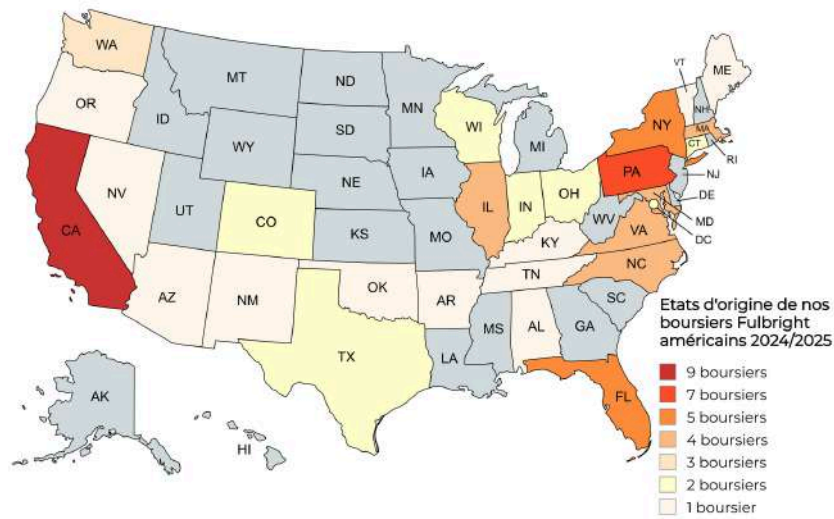 WA
MT
ND
MN
VT
ME
OR
ID
SD
WI
NY
NH
MA
CT
RI
WY
MI
NV
NE
IA
PA
NJ
OH
DE
UT
IL
IN
WV
MD
CA
CO
VA
DC
KS
MO
KY
NC
TN
AZ
NM
OK
AR
SC
MS
AL
GA
TX
LA
FL
AK
HI
Etats d'origine de nos
boursiers Fulbright
américains 2024/2025
9 boursiers
7 boursiers
5 boursiers
4 boursiers
3 boursiers
2 boursiers
1 boursier